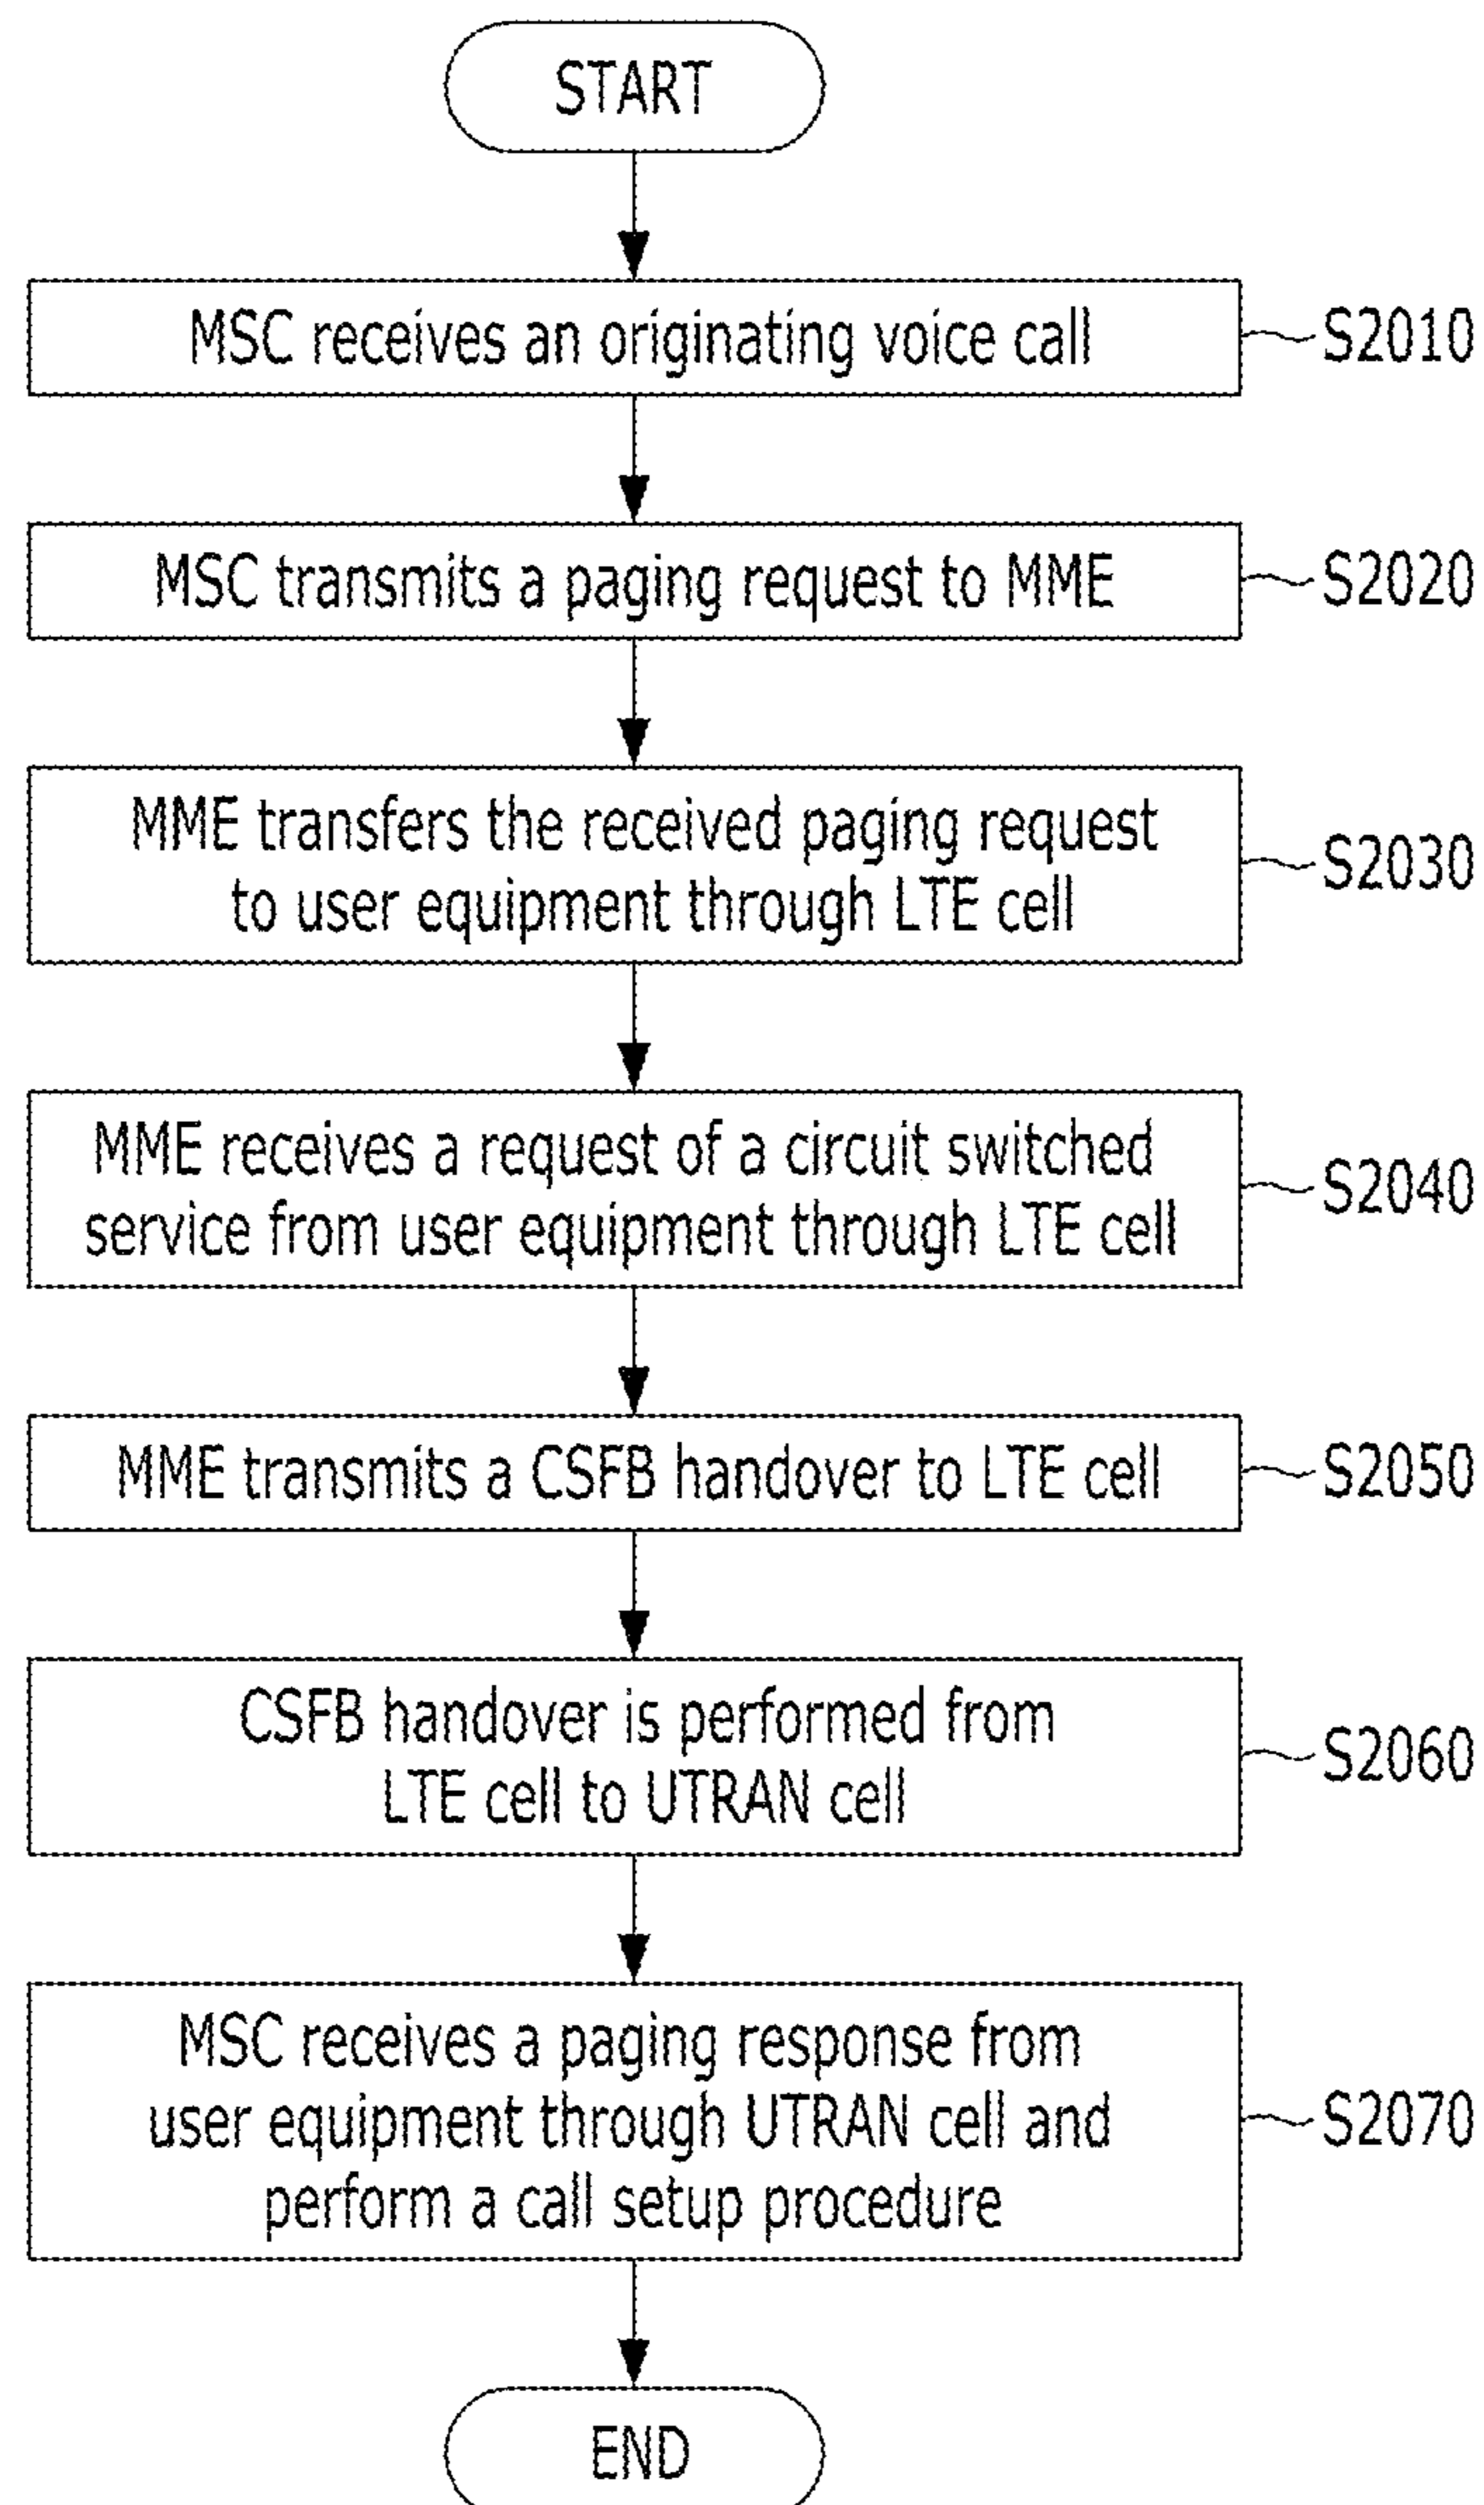 START
MSC receives an originating voice call
S2010
MSC transmits a paging request to MME
S2020
MME transfers the received paging request
to user equipment through LTE cell
S2030
MME receives a request of a circuit switched
service from user equipment through LTE cell
S2040
MME transmits a CSFB handover to LTE cell
S2050
CSFB handover is performed from
LTE cell to UTRAN cell
S2060
MSC receives a paging response from
user equipment through UTRAN cell and
perform a call setup procedure
S2070
END